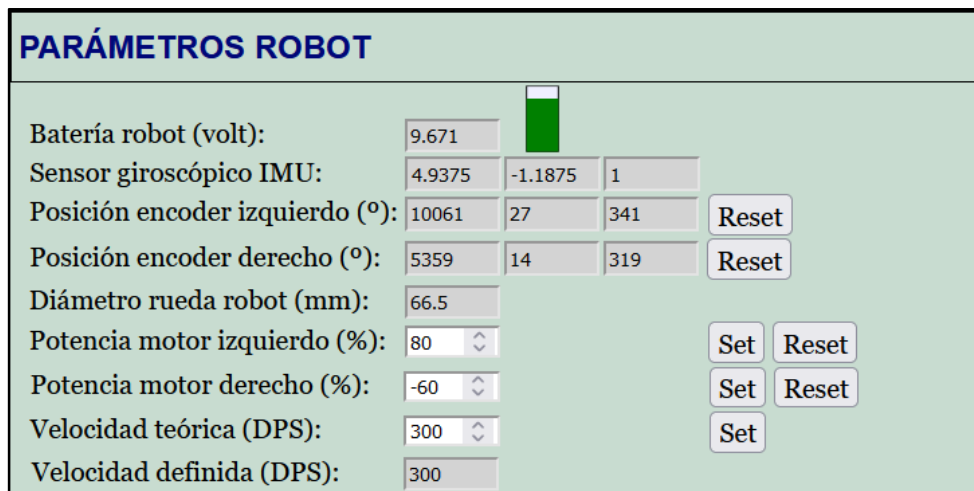 PARÁMETROS ROBOT
Batería robot (volt): 9.671
Sensor giroscópico IMU: 4.9375 -1.1875 1
Posición encoder izquierdo (º): 10061 27 341 Reset
Posición encoder derecho (º): 5359 14 319 Reset
Diámetro rueda robot (mm): 66.5
Potencia motor izquierdo (%): 80 Set Reset
Potencia motor derecho (%): -60 Set Reset
Velocidad teórica (DPS): 300 Set
Velocidad definida (DPS): 300